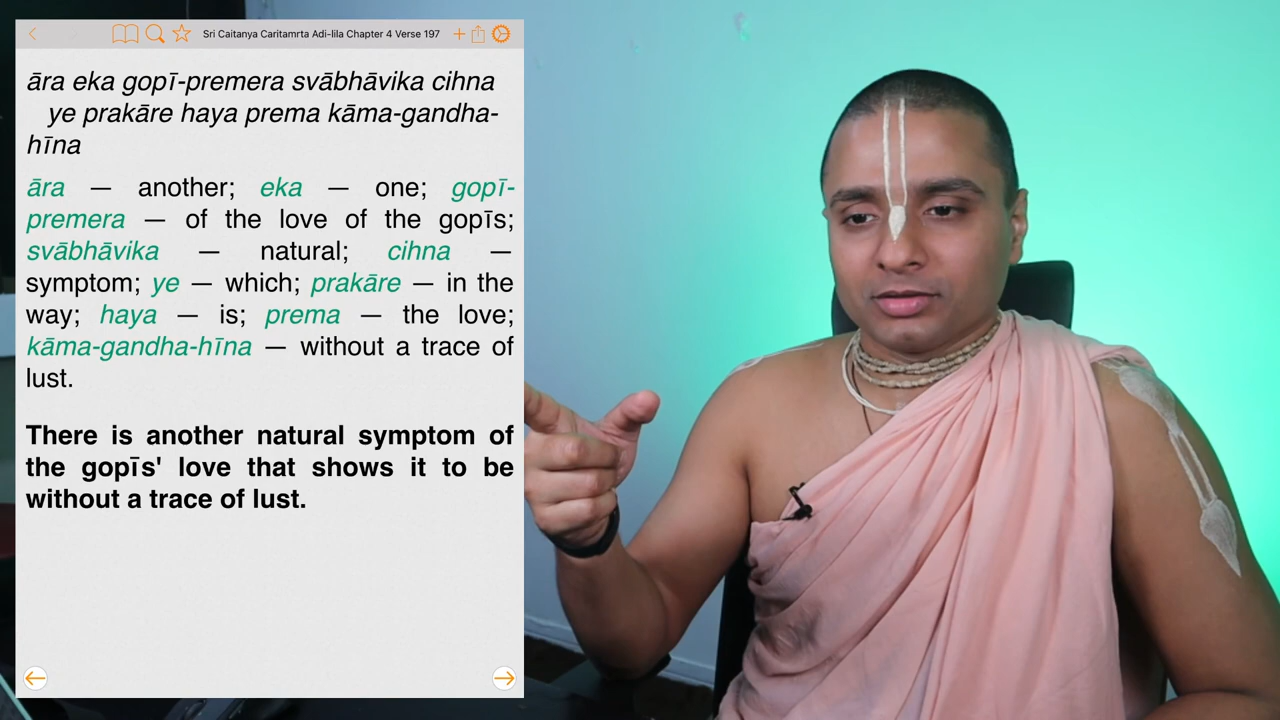 Sri Caitanya Caritamrta Adi-lila Chapter 4 Verse 197
āra eka gopī-premera svābhāvika cihna
ye prakāre haya prema kāma-gandha-
hīna
āra — another; eka — one; gopī-
premera — of the love of the gopīs;
svābhāvika — natural; cihna —
symptom; ye — which; prakāre — in the
way; haya — is; prema — the love;
kāma-gandha-hīna — without a trace of
lust.
There is another natural symptom of
the gopīs' love that shows it to be
without a trace of lust.